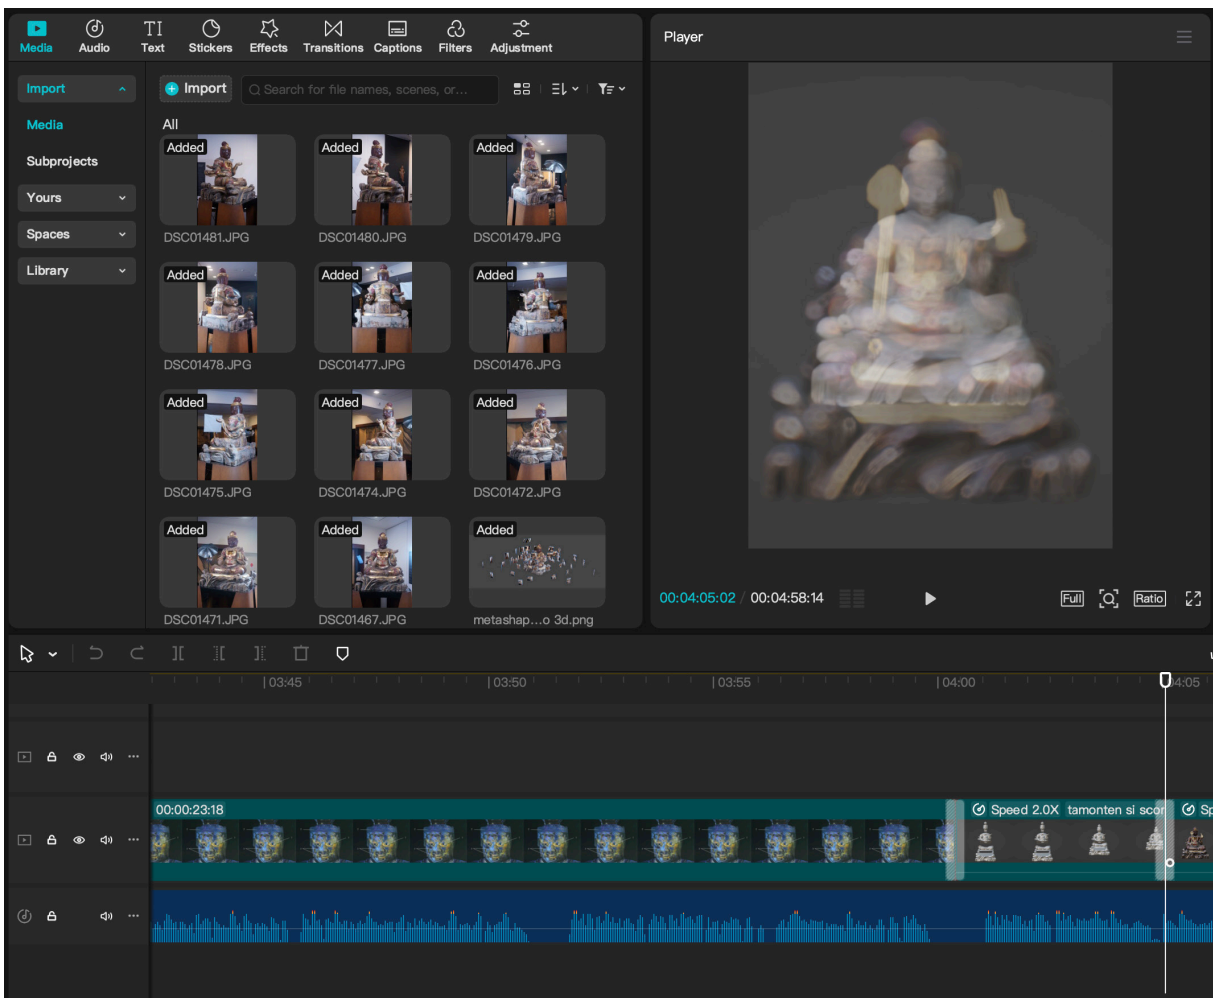 Media
Audio
TI
Text
Stickers
Effects
Transitions
Captions
Filters
Adjustment
Player
Import
Media
Subprojects
Yours
Spaces
Library
Import
Search for file names, scenes, or...
All
Added
Added
Added
DSC01481.JPG
DSC01480.JPG
DSC01479.JPG
Added
Added
Added
DSC01478.JPG
DSC01477.JPG
DSC01476.JPG
Added
Added
Added
DSC01475.JPG
DSC01474.JPG
DSC01472.JPG
Added
Added
Added
DSC01471.JPG
DSC01467.JPG
metashap...o 3d.png
00:04:05:02 / 00:04:58:14
Full
Ratio
03:45
03:50
03:55
04:00
04:05
00:00:23:18
Speed 2.0X tamonten si scor
Sp